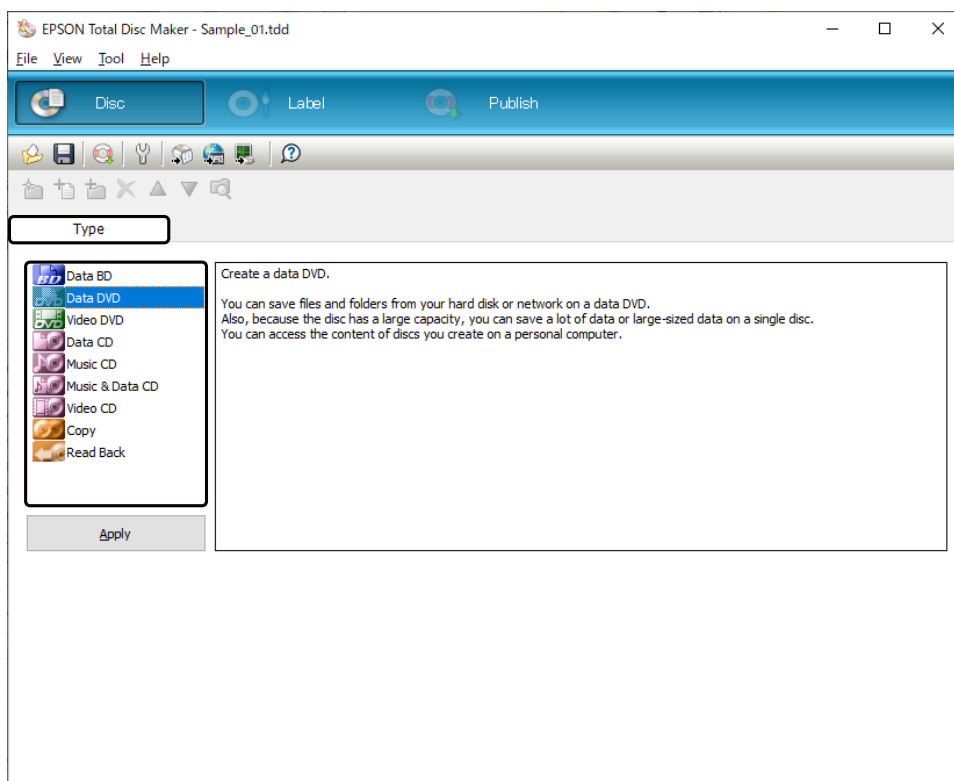 EPSON Total Disc Maker - Sample_01.tdd
File View Tool Help
Disc Label Publish
Type
Data BD
Data DVD
Video DVD
Data CD
Music CD
Music & Data CD
Video CD
Copy
Read Back
Apply
Create a data DVD.
You can save files and folders from your hard disk or network on a data DVD.
Also, because the disc has a large capacity, you can save a lot of data or large-sized data on a single disc.
You can access the content of discs you create on a personal computer.